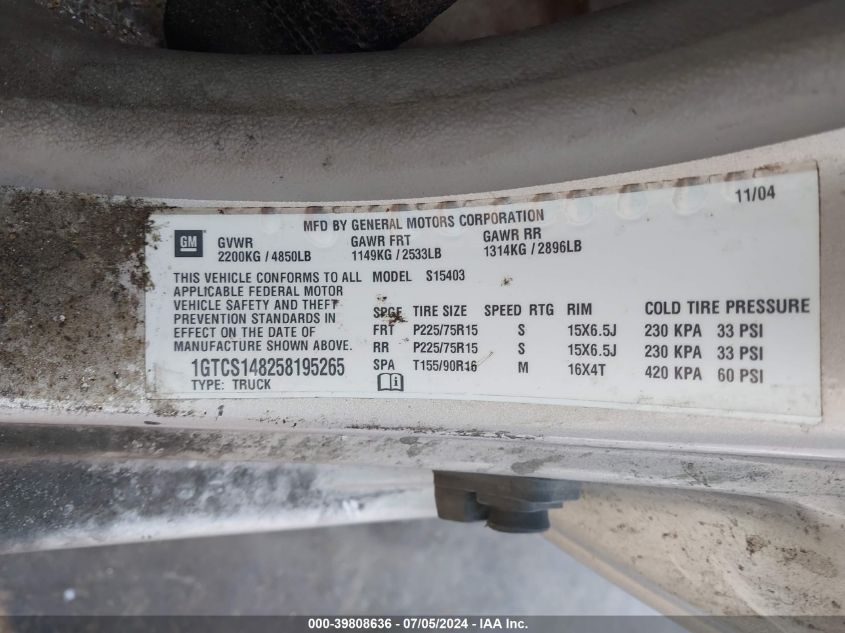 11/04
MFD BY GENERAL MOTORS CORPORATION
GM GVWR GAWR FRT GAWR RR
2200KG / 4850LB 1149KG / 2533LB 1314KG / 2896LB
THIS VEHICLE CONFORMS TO ALL MODEL S15403
APPLICABLE FEDERAL MOTOR
VEHICLE SAFETY AND THEFT
PREVENTION STANDARDS IN
EFFECT ON THE DATE OF
MANUFACTURE SHOWN ABOVE.
1GTCS148258195265
TYPE: TRUCK
SPGE TIRE SIZE SPEED RTG RIM COLD TIRE PRESSURE
FRT P225/75R15 S 15X6.5J 230 KPA 33 PSI
RR P225/75R15 S 15X6.5J 230 KPA 33 PSI
SPA T155/90R16 M 16X4T 420 KPA 60 PSI
000-39808636 - 07/05/2024 - IAA Inc.